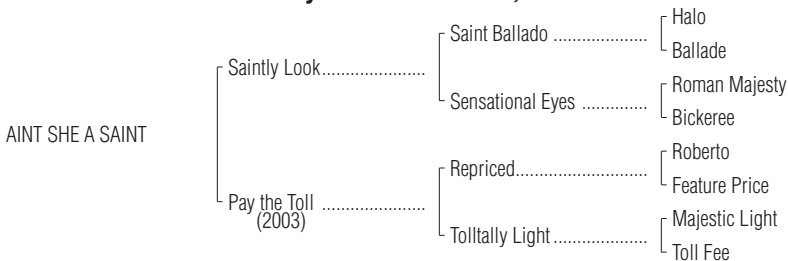 Halo
Saint Ballado ....................
Ballade
Saintly Look......................
Roman Majesty
Sensational Eyes ..............
Bickeree
AINT SHE A SAINT
Roberto
Repriced............................
Feature Price
Pay the Toll ......................
(2003)
Majestic Light
Tolltally Light....................
Toll Fee